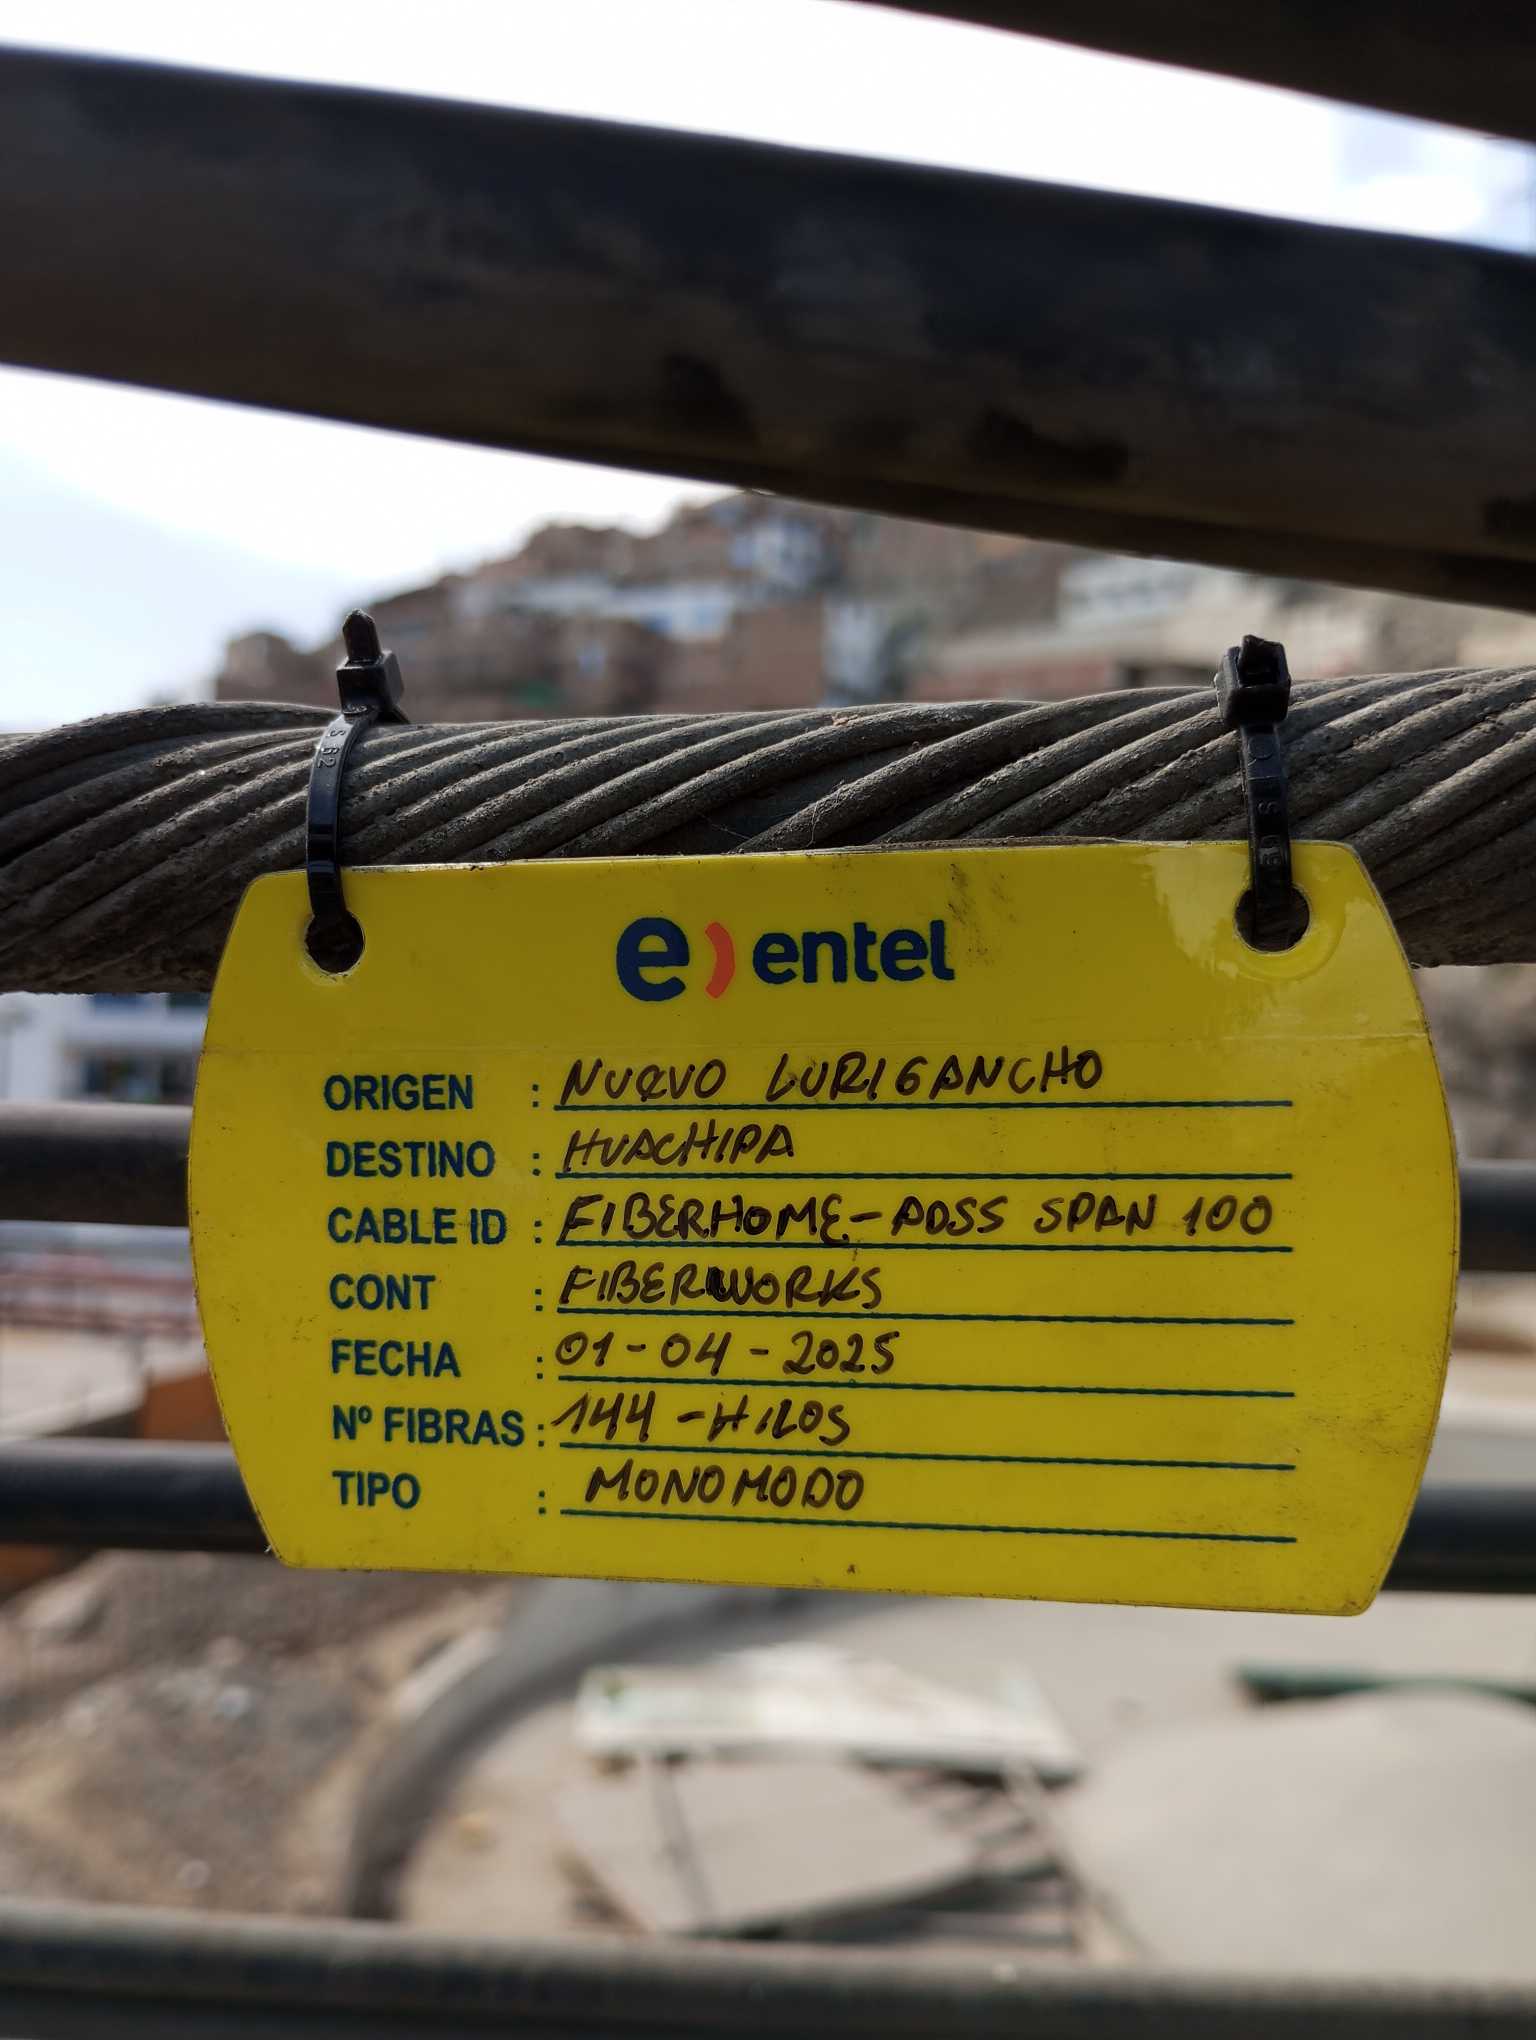 e) entel
ORIGEN : NUEVO LURIGANCHO
DESTINO : HUACHIPA
CABLE ID : FIBERHOME-ADSS SPAN 100
CONT : FIBERWORKS
FECHA : 01-04-2025
Nº FIBRAS : 144-HILOS
TIPO : MONOMODO